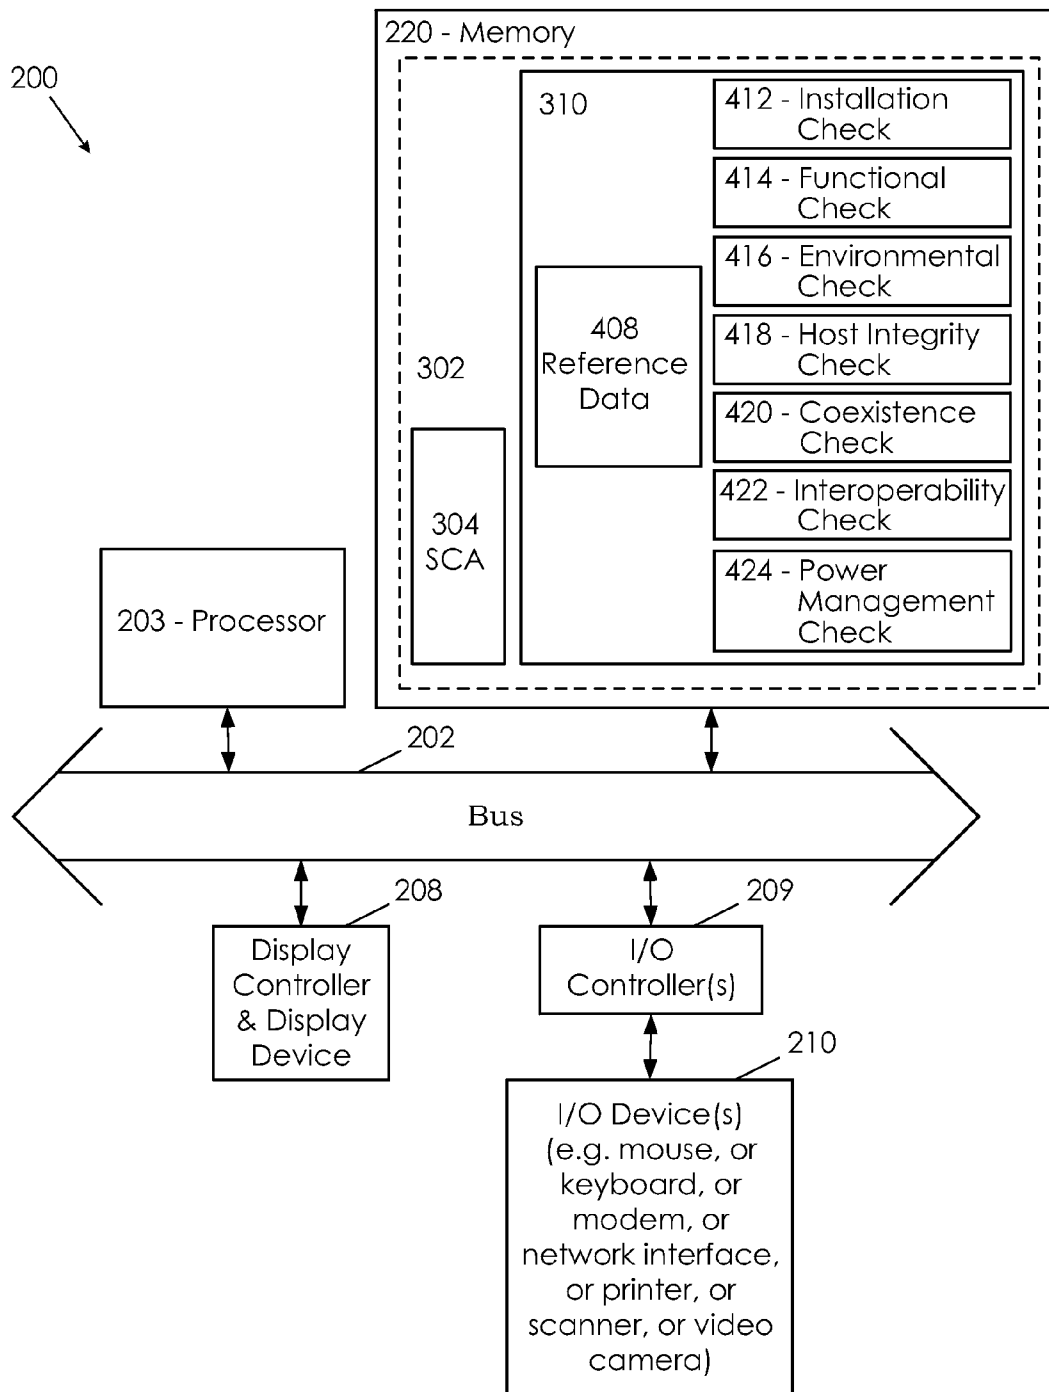 220 - Memory
200
310
412 - Installation
Check
414 - Functional
Check
416 - Environmental
Check
408
Reference
Data
418 - Host Integrity
Check
302
420 - Coexistence
Check
422 - Interoperability
Check
304
SCA
424 - Power
Management
Check
203 - Processor
202
Bus
208
209
Display
Controller
& Display
Device
I/O
Controller(s)
210
I/O Device(s)
(e.g. mouse, or
keyboard, or
modem, or
network interface,
or printer, or
scanner, or video
camera)